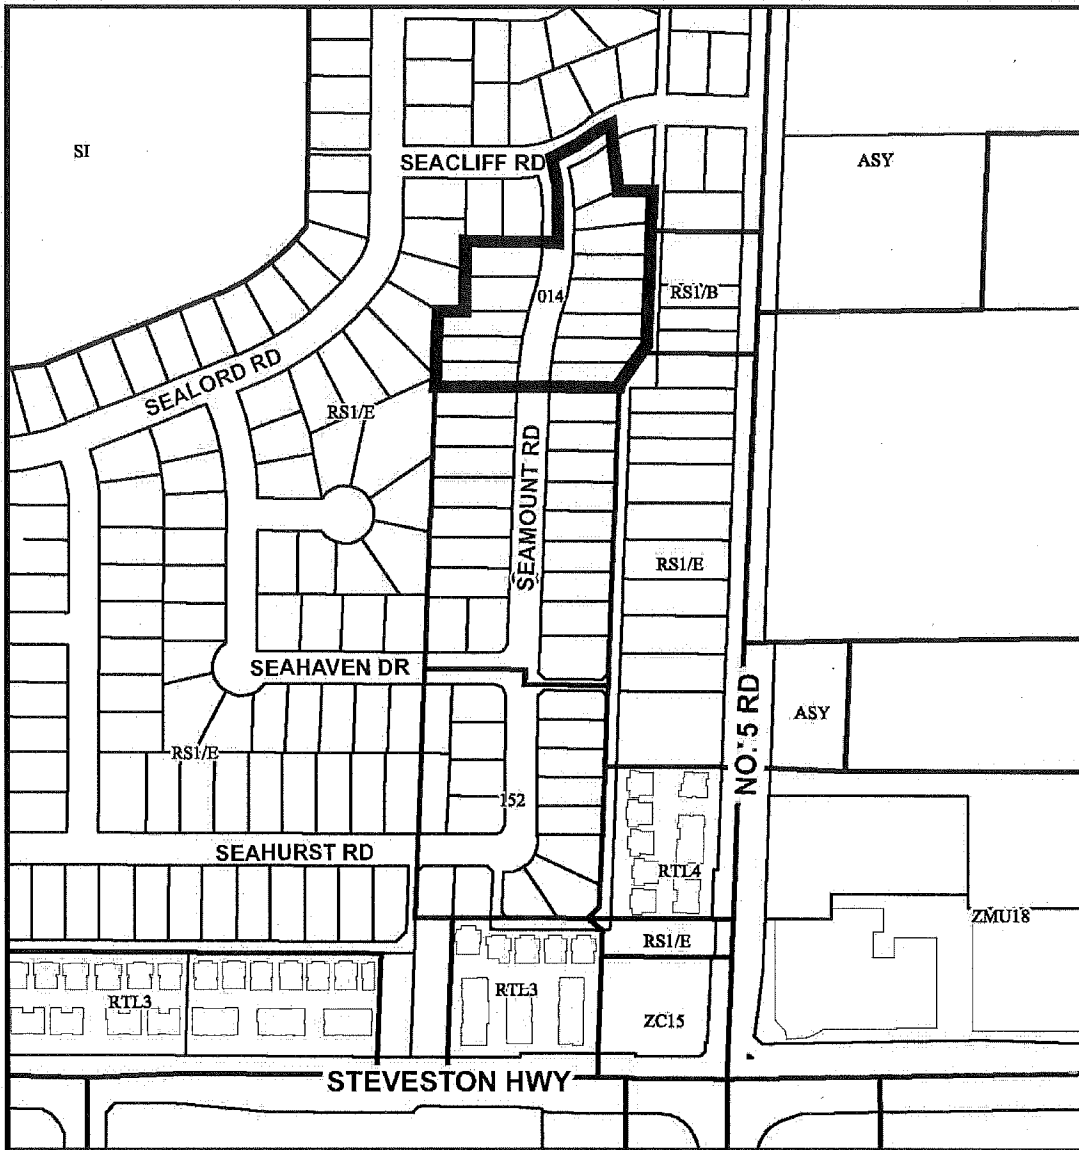 SI
SEACLIFF RD
ASY
014
RS1/B
SEALORD RD
RS1/E
SEAMOUNT RD
RS1/E
SEAHAVEN DR
NO. 5 RD
ASY
RS1/E
152
SEAHURST RD
RTL4
ZMU18
RS1/E
RTL3
RTL3
ZC15
STEVESTON HWY